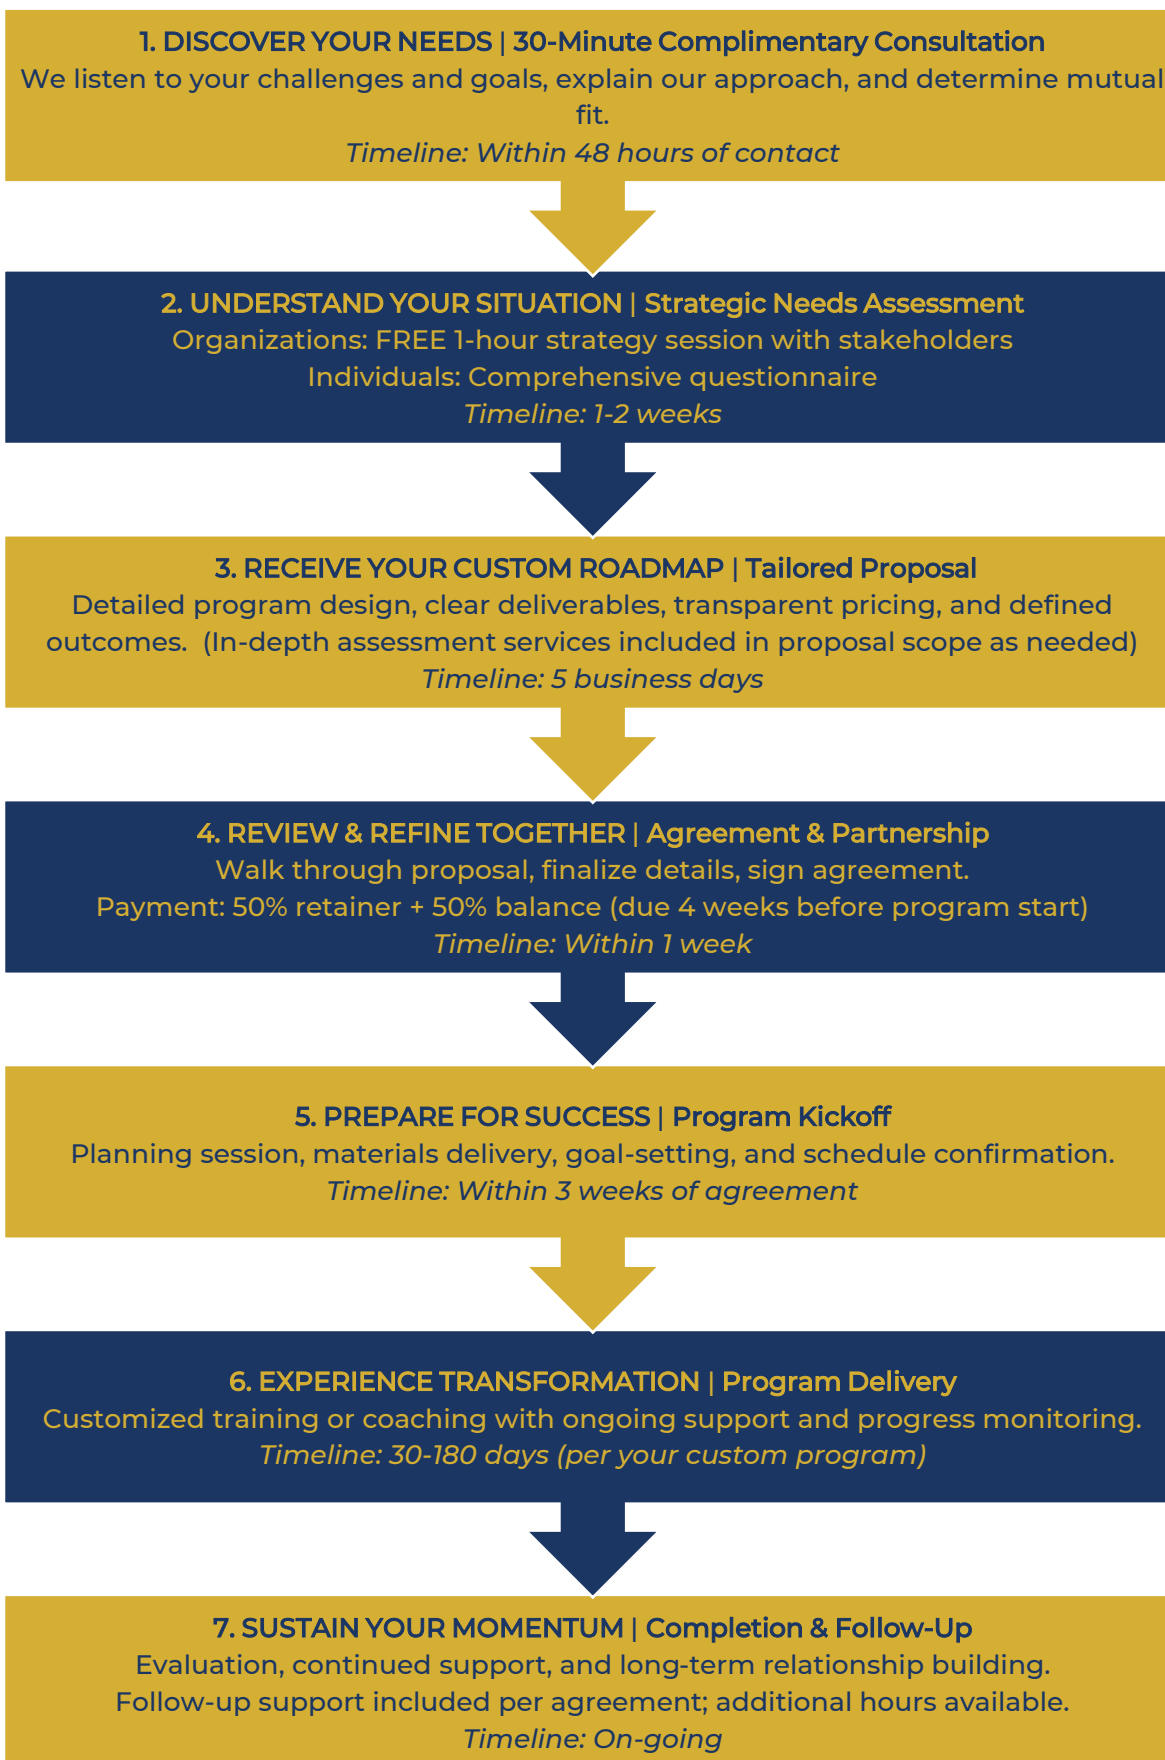 1. DISCOVER YOUR NEEDS | 30-Minute Complimentary Consultation
We listen to your challenges and goals, explain our approach, and determine mutual
fit.
Timeline: Within 48 hours of contact
2. UNDERSTAND YOUR SITUATION | Strategic Needs Assessment
Organizations: FREE 1-hour strategy session with stakeholders
Individuals: Comprehensive questionnaire
Timeline: 1-2 weeks
3. RECEIVE YOUR CUSTOM ROADMAP | Tailored Proposal
Detailed program design, clear deliverables, transparent pricing, and defined
outcomes.  (In-depth assessment services included in proposal scope as needed)
Timeline: 5 business days
4. REVIEW & REFINE TOGETHER | Agreement & Partnership
Walk through proposal, finalize details, sign agreement.
Payment: 50% retainer + 50% balance (due 4 weeks before program start)
Timeline: Within 1 week
5. PREPARE FOR SUCCESS | Program Kickoff
Planning session, materials delivery, goal-setting, and schedule confirmation.
Timeline: Within 3 weeks of agreement
6. EXPERIENCE TRANSFORMATION | Program Delivery
Customized training or coaching with ongoing support and progress monitoring.
Timeline: 30-180 days (per your custom program)
7. SUSTAIN YOUR MOMENTUM | Completion & Follow-Up
Evaluation, continued support, and long-term relationship building.
Follow-up support included per agreement; additional hours available.
Timeline: On-going